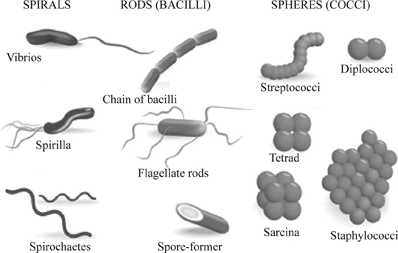 SPIRALS
RODS (BACILLI)
SPHERES (COCCI)
Vibrios
Chain of bacilli
Streptococci
Diplococci
Spirilla
Flagellate rods
Tetrad
Spirochaetes
Spore-former
Sarcina
Staphylococci